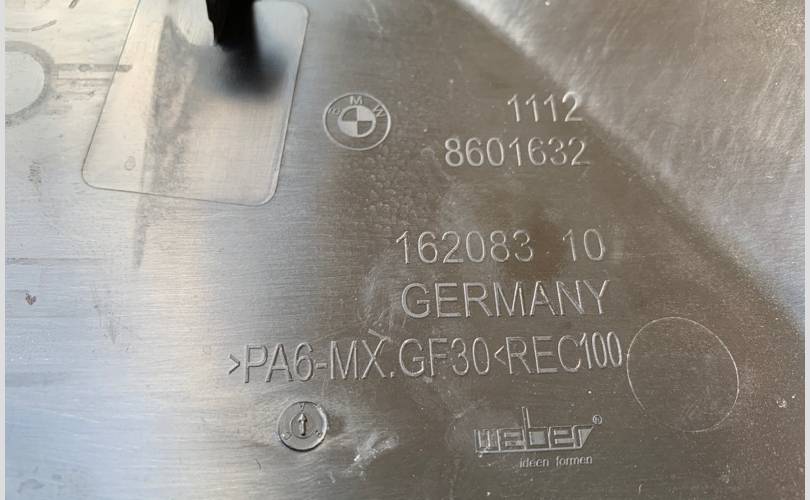 BMW
1112
8601632
162083 10
GERMANY
>PA6-MX.GF30<REC100
weber®
ideen formen